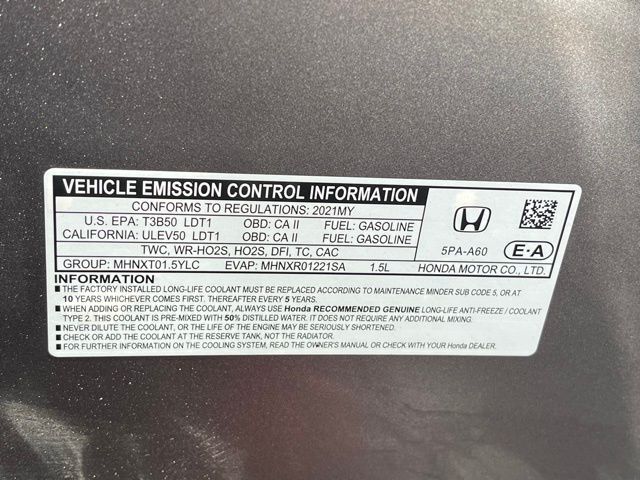 VEHICLE EMISSION CONTROL INFORMATION
CONFORMS TO REGULATIONS: 2021MY
U.S. EPA: T3B50 LDT1 OBD: CA II FUEL: GASOLINE
CALIFORNIA: ULEV50 LDT1 OBD: CA II FUEL: GASOLINE
TWC, WR-HO2S, HO2S, DFI, TC, CAC
GROUP: MHNXT01.5YLC EVAP: MHNXR01221SA 1.5L
5PA-A60 E-A
HONDA MOTOR CO., LTD.
INFORMATION
■ THE FACTORY INSTALLED LONG-LIFE COOLANT MUST BE REPLACED ACCORDING TO MAINTENANCE MINDER SUB CODE 5, OR AT
10 YEARS WHICHEVER COMES FIRST. THEREAFTER EVERY 5 YEARS.
■ WHEN ADDING OR REPLACING THE COOLANT, ALWAYS USE Honda RECOMMENDED GENUINE LONG-LIFE ANTI-FREEZE / COOLANT
TYPE 2. THIS COOLANT IS PRE-MIXED WITH 50% DISTILLED WATER. IT DOES NOT REQUIRE ANY ADDITIONAL MIXING.
■ NEVER DILUTE THE COOLANT, OR THE LIFE OF THE ENGINE MAY BE SERIOUSLY SHORTENED.
■ CHECK OR ADD THE COOLANT AT THE RESERVE TANK, NOT THE RADIATOR.
■ FOR FURTHER INFORMATION ON THE COOLING SYSTEM, READ THE OWNER'S MANUAL OR CHECK WITH YOUR Honda DEALER.